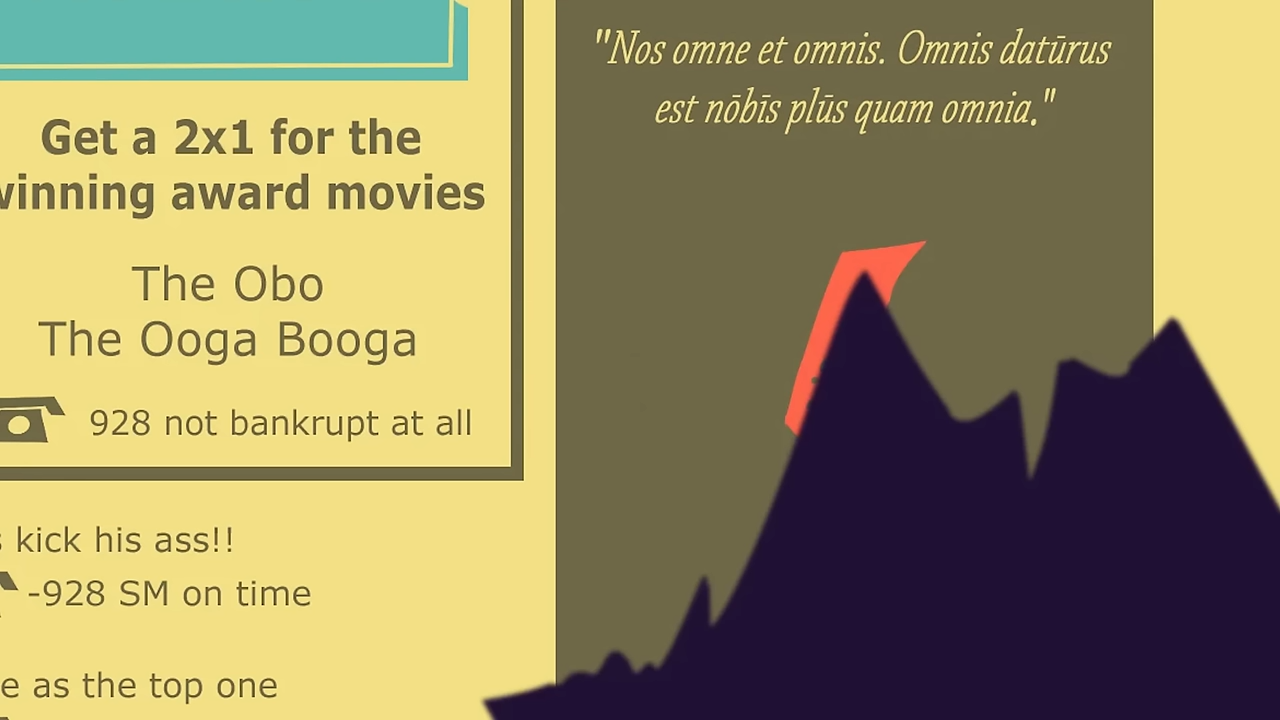 "Nos omne et omnis. Omnis datūrus
est nōbīs plūs quam omnia."
Get a 2x1 for the
winning award movies
The Obo
The Ooga Booga
928 not bankrupt at all
kick his ass!!
-928 SM on time
as the top one